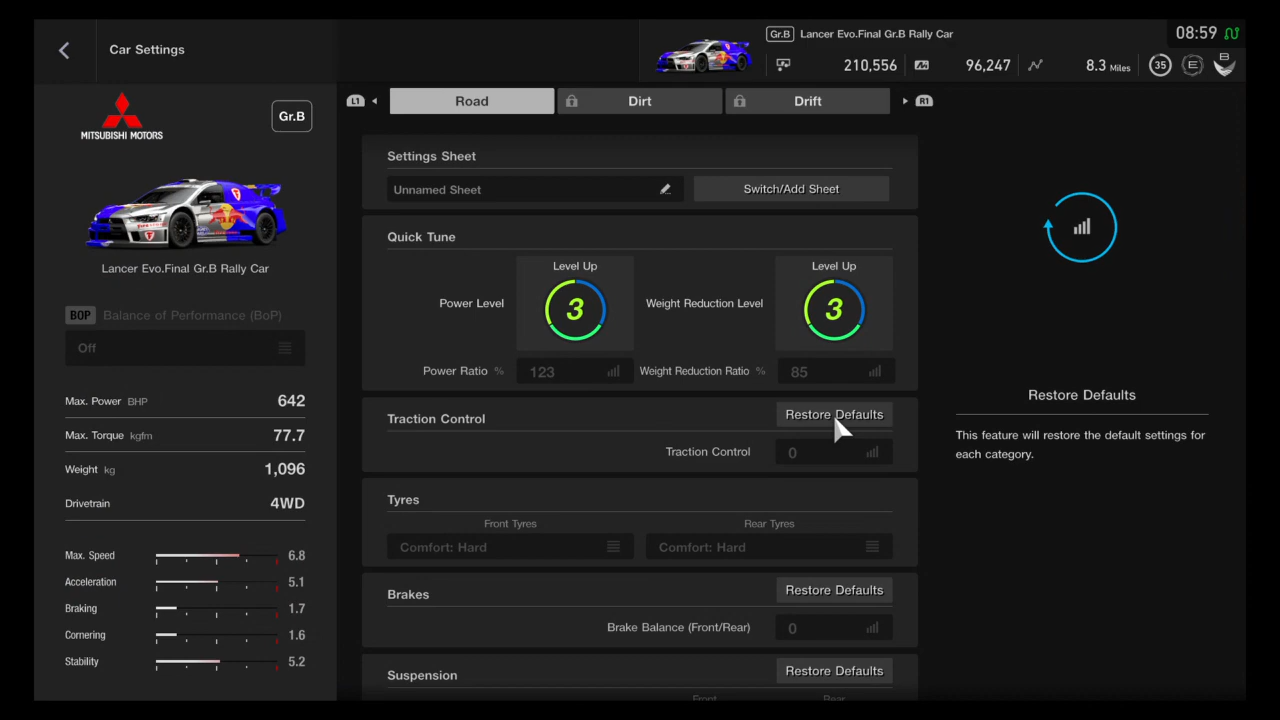 Car Settings
Gr.B Lancer Evo.Final Gr.B Rally Car
08:59
210,556 96,247 8.3 Miles 35 E B
MITSUBISHI MOTORS
Gr.B
Lancer Evo.Final Gr.B Rally Car
BOP Balance of Performance (BoP)
Off
Max. Power BHP 642
Max. Torque kgfm 77.7
Weight kg 1,096
Drivetrain 4WD
Max. Speed 6.8
Acceleration 5.1
Braking 1.7
Cornering 1.6
Stability 5.2
L1 Road Dirt Drift R1
Settings Sheet
Unnamed Sheet Switch/Add Sheet
Quick Tune
Level Up Level Up
Power Level 3 Weight Reduction Level 3
Power Ratio % 123 Weight Reduction Ratio % 85
Traction Control Restore Defaults
Traction Control 0
Tyres
Front Tyres Rear Tyres
Comfort: Hard Comfort: Hard
Brakes Restore Defaults
Brake Balance (Front/Rear) 0
Suspension Restore Defaults
Front Rear
Restore Defaults
This feature will restore the default settings for
each category.